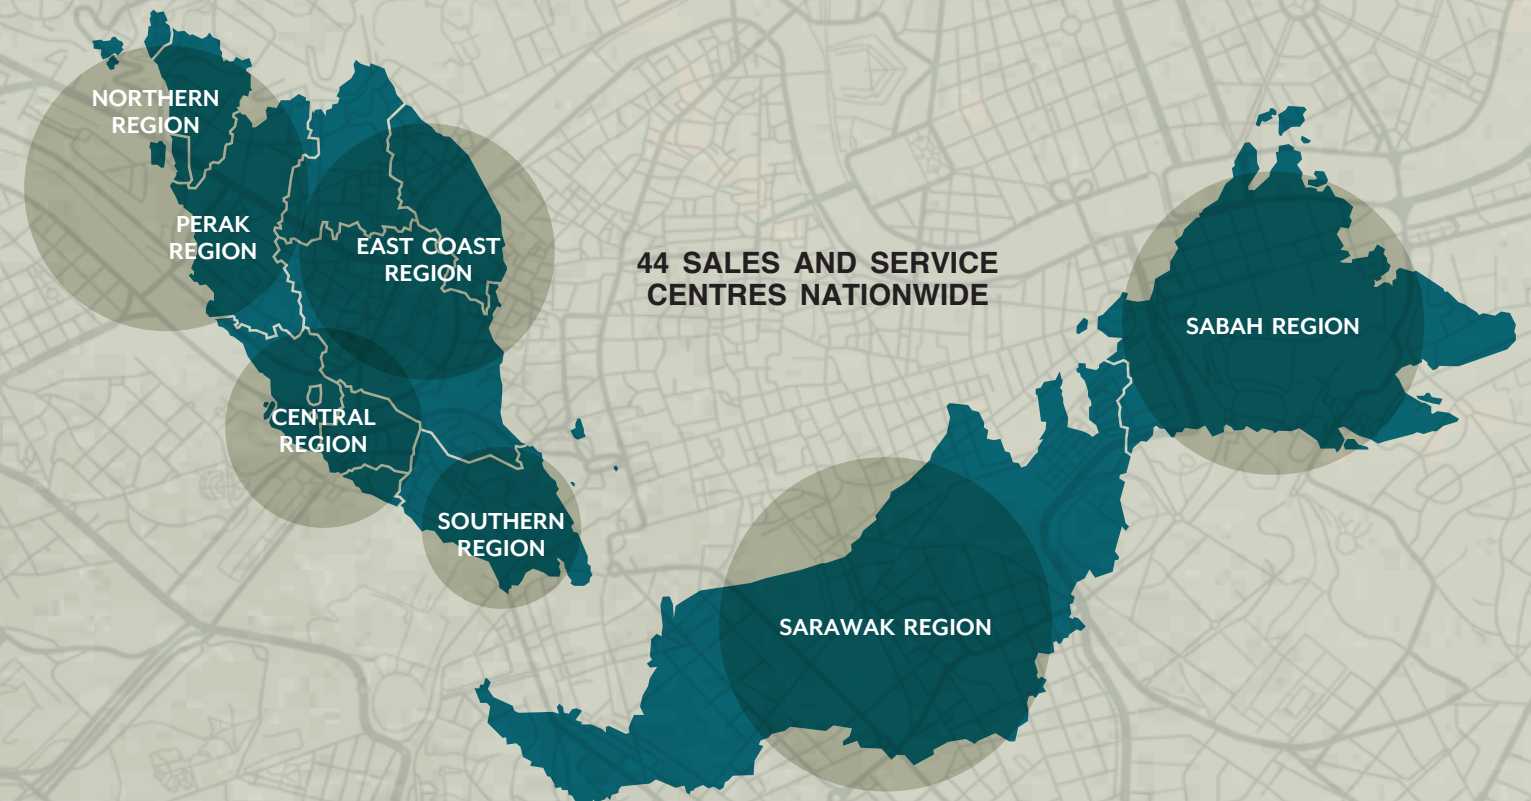 NORTHERN
REGION
PERAK
REGION
EAST COAST
REGION
44 SALES AND SERVICE
CENTRES NATIONWIDE
SABAH REGION
CENTRAL
REGION
SOUTHERN
REGION
SARAWAK REGION